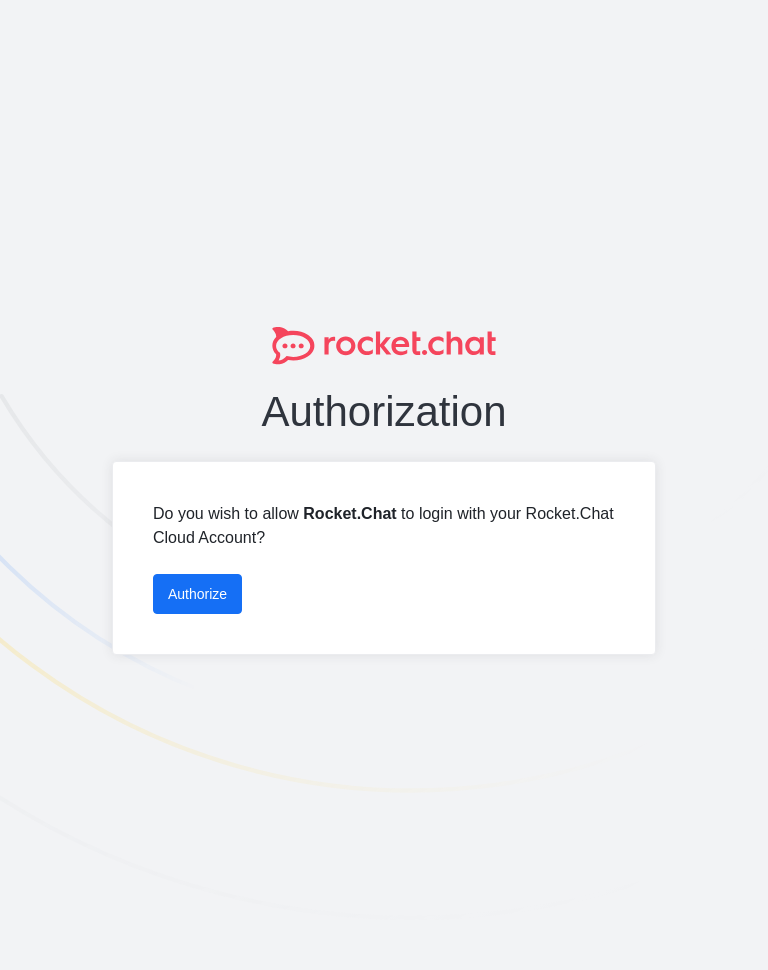 rocket.chat
Authorization
Do you wish to allow Rocket.Chat to login with your Rocket.Chat
Cloud Account?
Authorize